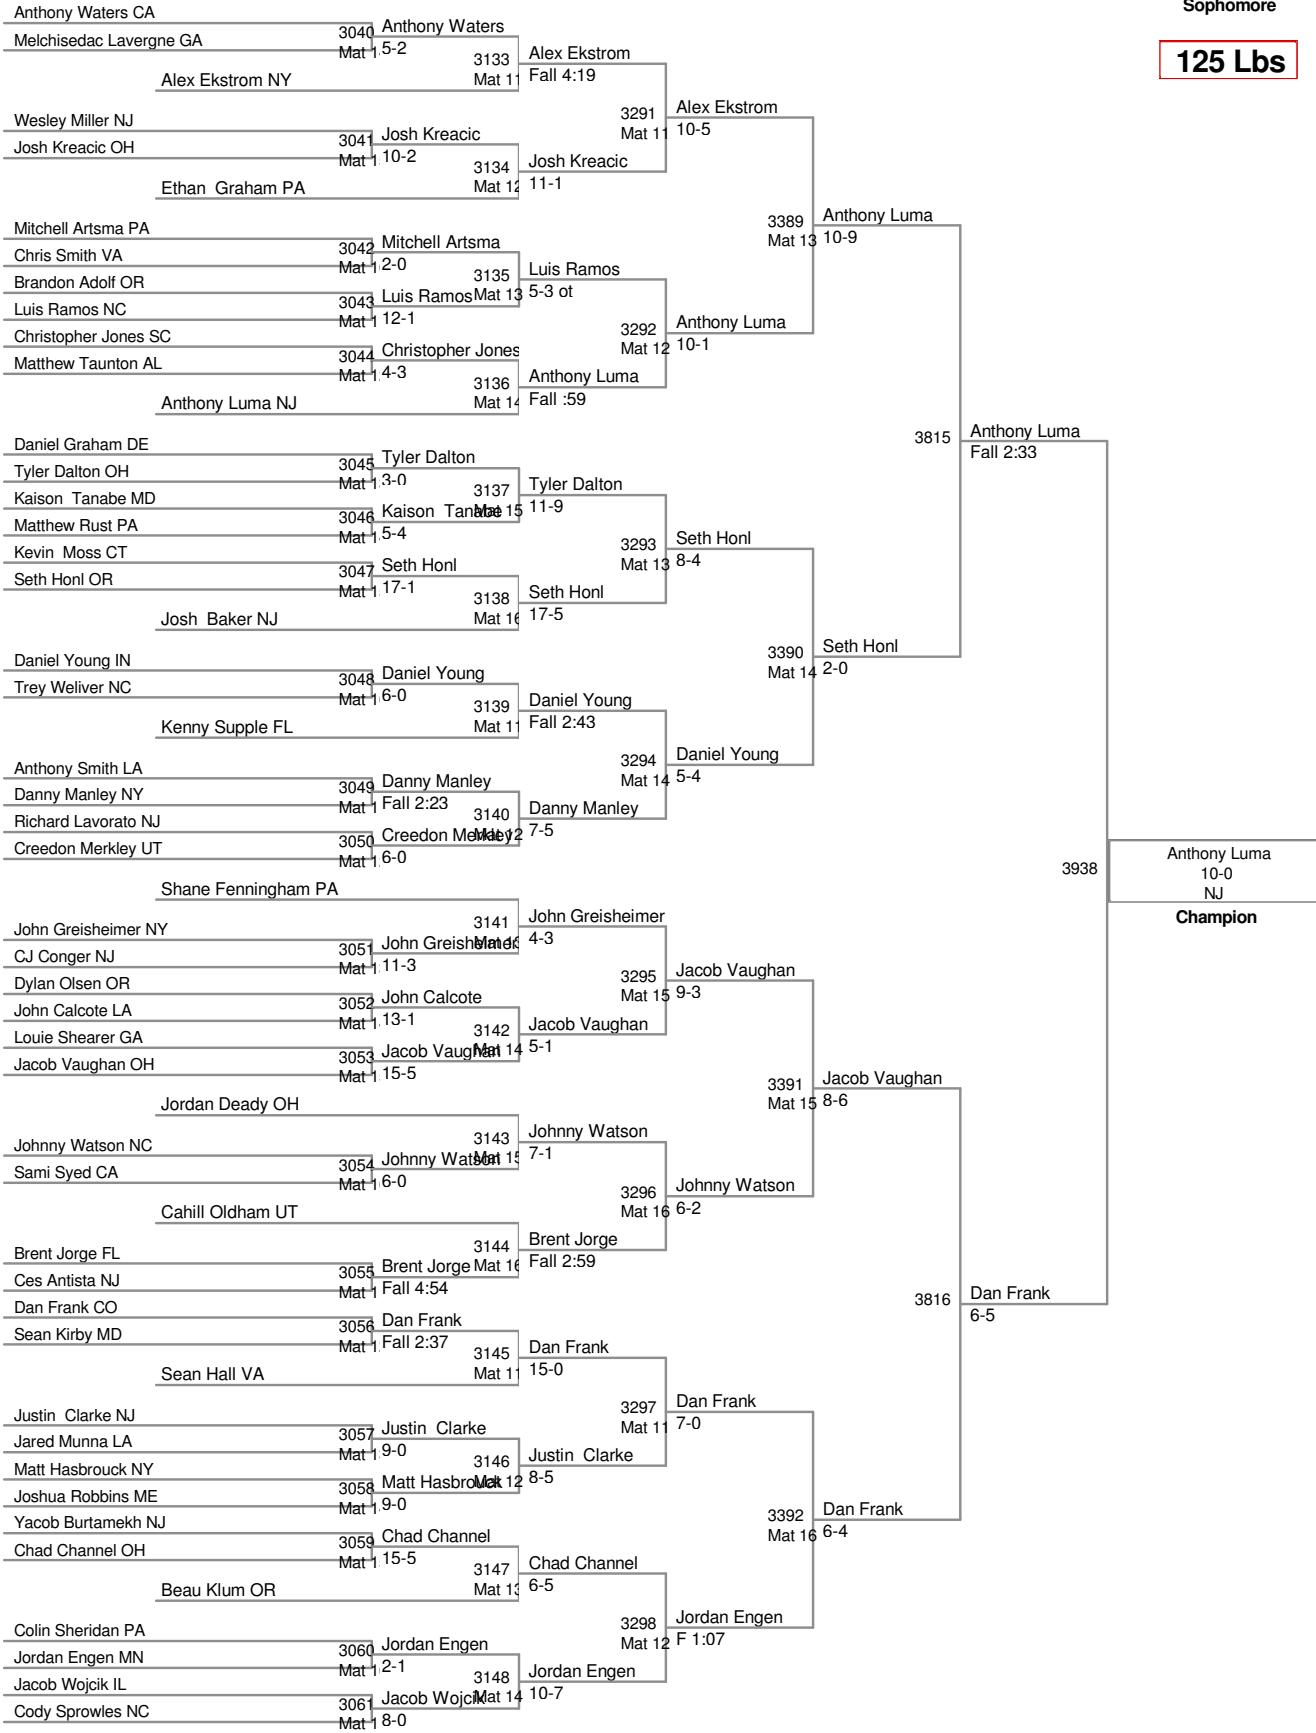 Sophomore
125 Lbs
Anthony Waters CA
Melchisedac Lavergne GA
3040 Anthony Waters
Mat 1 5-2
Alex Ekstrom NY
3133 Alex Ekstrom
Mat 11 Fall 4:19
Wesley Miller NJ
Josh Kreacic OH
3041 Josh Kreacic
Mat 1 10-2
Ethan Graham PA
3134 Josh Kreacic
Mat 12 11-1
3291 Alex Ekstrom
Mat 11 10-5
Mitchell Artsma PA
Chris Smith VA
3042 Mitchell Artsma
Mat 1 2-0
Brandon Adolf OR
Luis Ramos NC
3043 Luis Ramos
Mat 1 12-1
3135 Luis Ramos
Mat 13 5-3 ot
Christopher Jones SC
Matthew Taunton AL
3044 Christopher Jones
Mat 1 4-3
Anthony Luma NJ
3136 Anthony Luma
Mat 14 Fall :59
3292 Anthony Luma
Mat 12 10-1
3389 Anthony Luma
Mat 13 10-9
Daniel Graham DE
Tyler Dalton OH
3045 Tyler Dalton
Mat 1 3-0
Kaison Tanabe MD
Matthew Rust PA
3046 Kaison Tanabe
Mat 1 5-4
3137 Tyler Dalton
Mat 15 11-9
Kevin Moss CT
Seth Honl OR
3047 Seth Honl
Mat 1 17-1
Josh Baker NJ
3138 Seth Honl
Mat 16 17-5
3293 Seth Honl
Mat 13 8-4
Daniel Young IN
Trey Weliver NC
3048 Daniel Young
Mat 1 6-0
Kenny Supple FL
3139 Daniel Young
Mat 11 Fall 2:43
Anthony Smith LA
Danny Manley NY
3049 Danny Manley
Mat 1 Fall 2:23
Richard Lavorato NJ
Creedon Merkley UT
3050 Creedon Merkley
Mat 1 6-0
3140 Danny Manley
Mat 12 7-5
3294 Daniel Young
Mat 14 5-4
3390 Seth Honl
Mat 14 2-0
3815 Anthony Luma
Fall 2:33
Shane Fenningham PA
John Greisheimer NY
CJ Conger NJ
3051 John Greisheimer
Mat 1 11-3
3141 John Greisheimer
Mat 13 4-3
Dylan Olsen OR
John Calcote LA
3052 John Calcote
Mat 1 13-1
Louie Shearer GA
Jacob Vaughan OH
3053 Jacob Vaughan
Mat 1 15-5
3142 Jacob Vaughan
Mat 14 5-1
3295 Jacob Vaughan
Mat 15 9-3
Jordan Deady OH
Johnny Watson NC
Sami Syed CA
3054 Johnny Watson
Mat 1 6-0
3143 Johnny Watson
Mat 15 7-1
Cahill Oldham UT
Brent Jorge FL
Ces Antista NJ
3055 Brent Jorge
Mat 1 Fall 4:54
3144 Brent Jorge
Mat 16 Fall 2:59
3296 Johnny Watson
Mat 16 6-2
3391 Jacob Vaughan
Mat 15 8-6
Dan Frank CO
Sean Kirby MD
3056 Dan Frank
Mat 1 Fall 2:37
Sean Hall VA
3145 Dan Frank
Mat 11 15-0
Justin Clarke NJ
Jared Munna LA
3057 Justin Clarke
Mat 1 9-0
Matt Hasbrouck NY
Joshua Robbins ME
3058 Matt Hasbrouck
Mat 1 9-0
3146 Justin Clarke
Mat 12 8-5
3297 Dan Frank
Mat 11 7-0
Yacob Burtamekh NJ
Chad Channel OH
3059 Chad Channel
Mat 1 15-5
Beau Klum OR
3147 Chad Channel
Mat 13 6-5
Colin Sheridan PA
Jordan Engen MN
3060 Jordan Engen
Mat 1 2-1
Jacob Wojcik IL
Cody Sprowles NC
3061 Jacob Wojcik
Mat 1 8-0
3148 Jordan Engen
Mat 14 10-7
3298 Jordan Engen
Mat 12 F 1:07
3392 Dan Frank
Mat 16 6-4
3816 Dan Frank
6-5
3938 Anthony Luma
10-0
NJ
Champion